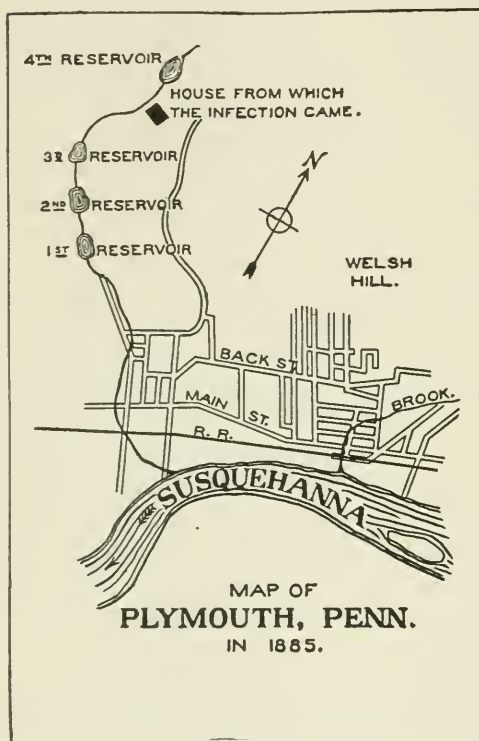 4TH RESERVOIR
HOUSE FROM WHICH
THE INFECTION CAME.
3D RESERVOIR
2ND RESERVOIR
1ST RESERVOIR
N
WELSH
HILL.
BACK ST.
MAIN ST.
BROOK.
R. R.
SUSQUEHANNA
MAP OF
PLYMOUTH, PENN.
IN 1885.